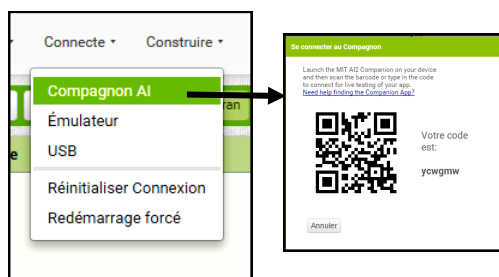 Connecte
Construire
Compagnon AI
ran
Émulateur
USB
e
Réinitialiser Connexion
Redémarrage forcé
Se connecter au Compagnon
Launch the MIT AI2 Companion on your device
and then scan the barcode or type in the code
to connect for live testing of your app.
Need help finding the Companion App?
Votre code
est:
ycwgmw
Annuler